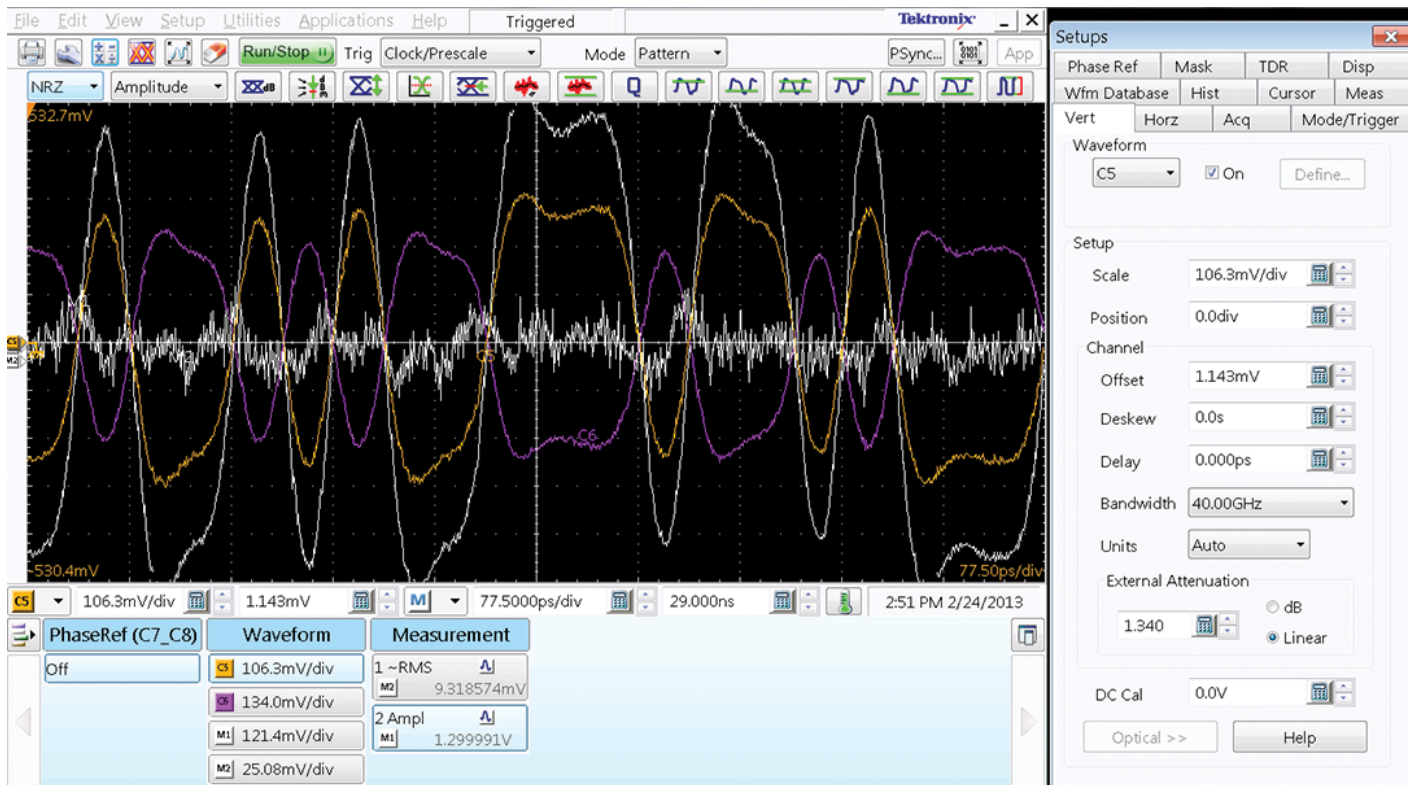 File Edit View Setup Utilities Applications Help Triggered Tektronix
Run/Stop Trig Clock/Prescale Mode Pattern PSync... App
NRZ Amplitude dB Q
532.7mV
C5
C6
-530.4mV 77.50ps/div
C5 106.3mV/div 1.143mV M 77.5000ps/div 29.000ns 2:51 PM 2/24/2013
PhaseRef (C7_C8) Waveform Measurement
Off
C5 106.3mV/div
C6 134.0mV/div
M1 121.4mV/div
M2 25.08mV/div
1 ~RMS
M2 9.318574mV
2 Ampl
M1 1.299991V
Setups
Phase Ref Mask TDR Disp
Wfm Database Hist Cursor Meas
Vert Horz Acq Mode/Trigger
Waveform
C5 On Define...
Setup
Scale 106.3mV/div
Position 0.0div
Channel
Offset 1.143mV
Deskew 0.0s
Delay 0.000ps
Bandwidth 40.00GHz
Units Auto
External Attenuation
1.340 dB
Linear
DC Cal 0.0V
Optical >> Help